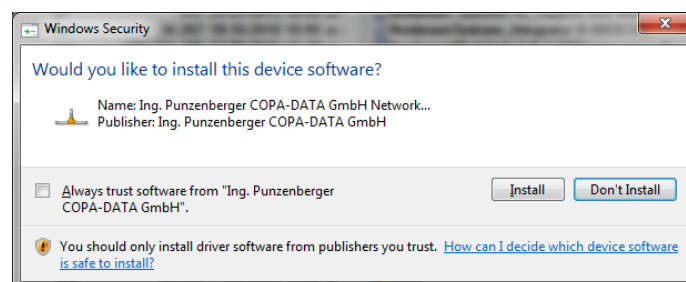 Windows Security
Would you like to install this device software?
Name: Ing. Punzenberger COPA-DATA GmbH Network...
Publisher: Ing. Punzenberger COPA-DATA GmbH
Always trust software from "Ing. Punzenberger
COPA-DATA GmbH".
Install
Don't Install
You should only install driver software from publishers you trust. How can I decide which device software
is safe to install?